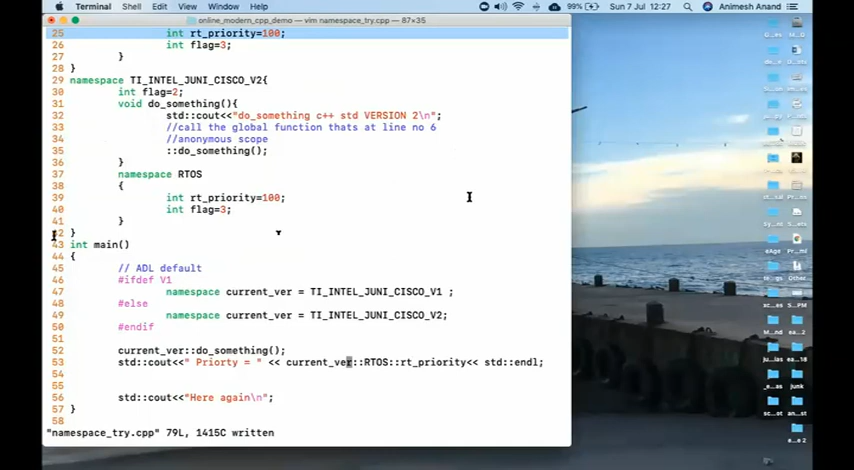 Terminal Shell Edit View Window Help 99% Sun 7 Jul 12:27 Animesh Anand
online_modern_cpp_demo — vim namespace_try.cpp — 87×35
25 int rt_priority=100;
26 int flag=3;
27 }
28 }
29 namespace TI_INTEL_JUNI_CISCO_V2{
30 int flag=2;
31 void do_something(){
32 std::cout<<"do_something c++ std VERSION 2\n";
33 //call the global function thats at line no 6
34 //anonymous scope
35 ::do_something();
36 }
37 namespace RTOS
38 {
39 int rt_priority=100;
40 int flag=3;
41 }
42 }
43 int main()
44 {
45 // ADL default
46 #ifdef V1
47 namespace current_ver = TI_INTEL_JUNI_CISCO_V1 ;
48 #else
49 namespace current_ver = TI_INTEL_JUNI_CISCO_V2;
50 #endif
51
52 current_ver::do_something();
53 std::cout<<" Priorty = " << current_ver::RTOS::rt_priority<< std::endl;
54
55
56 std::cout<<"Here again\n";
57 }
58
"namespace_try.cpp" 79L, 1415C written